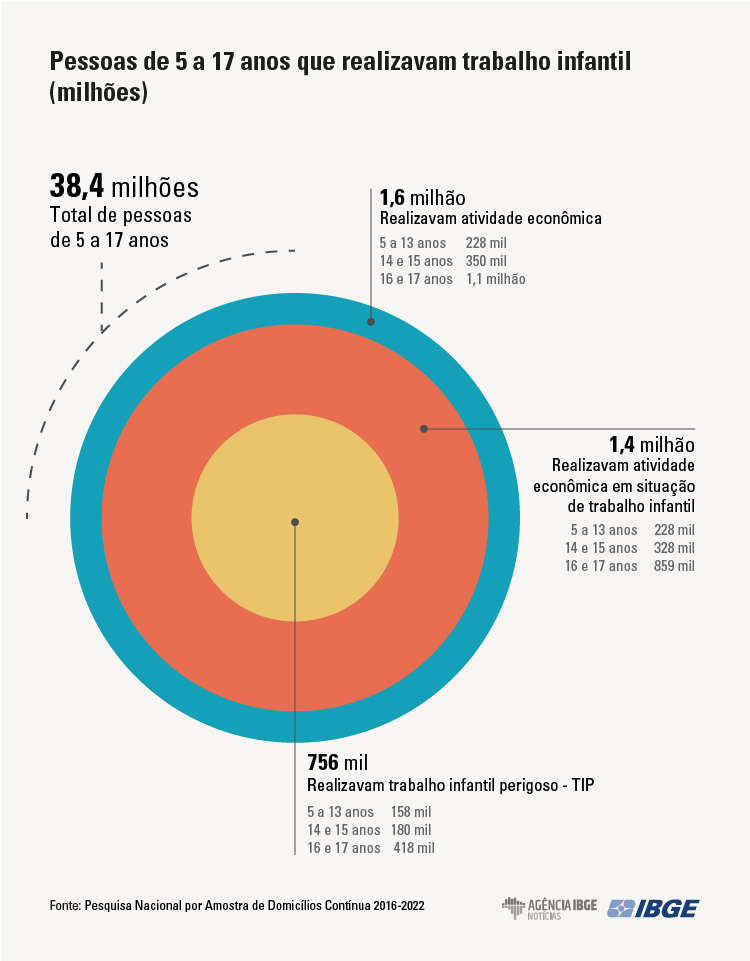 Pessoas de 5 a 17 anos que realizavam trabalho infantil
(milhões)
38,4 milhões
Total de pessoas
de 5 a 17 anos
1,6 milhão
Realizavam atividade econômica
5 a 13 anos 228 mil
14 e 15 anos 350 mil
16 e 17 anos 1,1 milhão
1,4 milhão
Realizavam atividade
econômica em situação
de trabalho infantil
5 a 13 anos 228 mil
14 e 15 anos 328 mil
16 e 17 anos 859 mil
756 mil
Realizavam trabalho infantil perigoso - TIP
5 a 13 anos 158 mil
14 e 15 anos 180 mil
16 e 17 anos 418 mil
Fonte: Pesquisa Nacional por Amostra de Domicílios Contínua 2016-2022
AGÊNCIA IBGE
NOTÍCIAS
IBGE